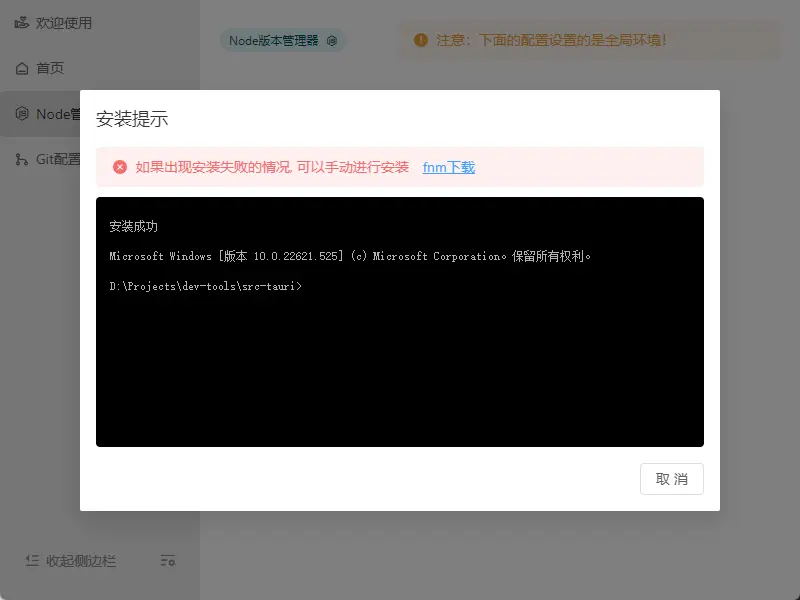 欢迎使用
Node版本管理器
注意：下面的配置设置的是全局环境！
首页
Node管
Git配置
安装提示
如果出现安装失败的情况, 可以手动进行安装 fnm下载
安装成功
Microsoft Windows [版本 10.0.22621.525] (c) Microsoft Corporation。保留所有权利。
D:\Projects\dev-tools\src-tauri>
取 消
收起侧边栏